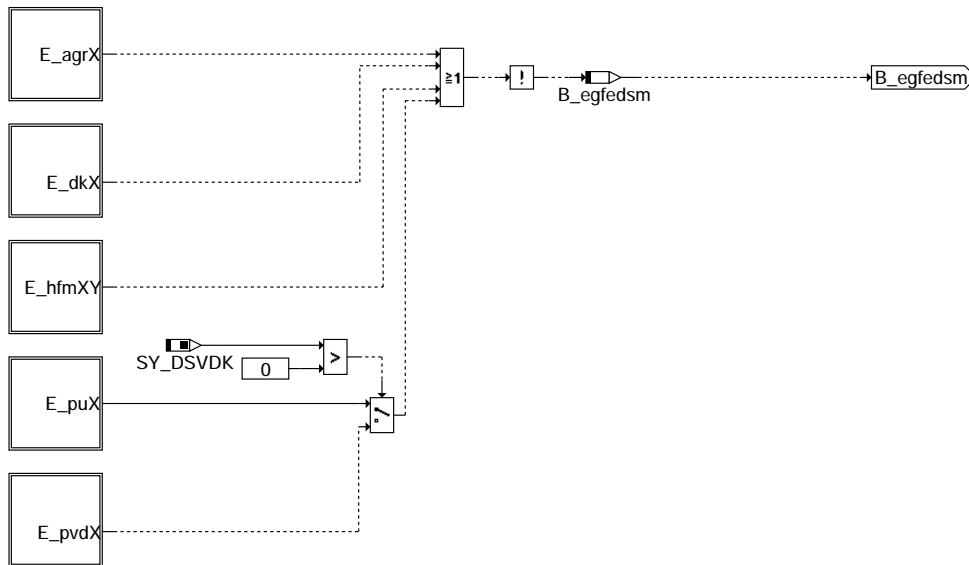 E_agrX
≥1
!
B_egfedsm
B_egfedsm
E_dkX
E_hfmXY
SY_DSVDK
0
>
E_puX
E_pvdX